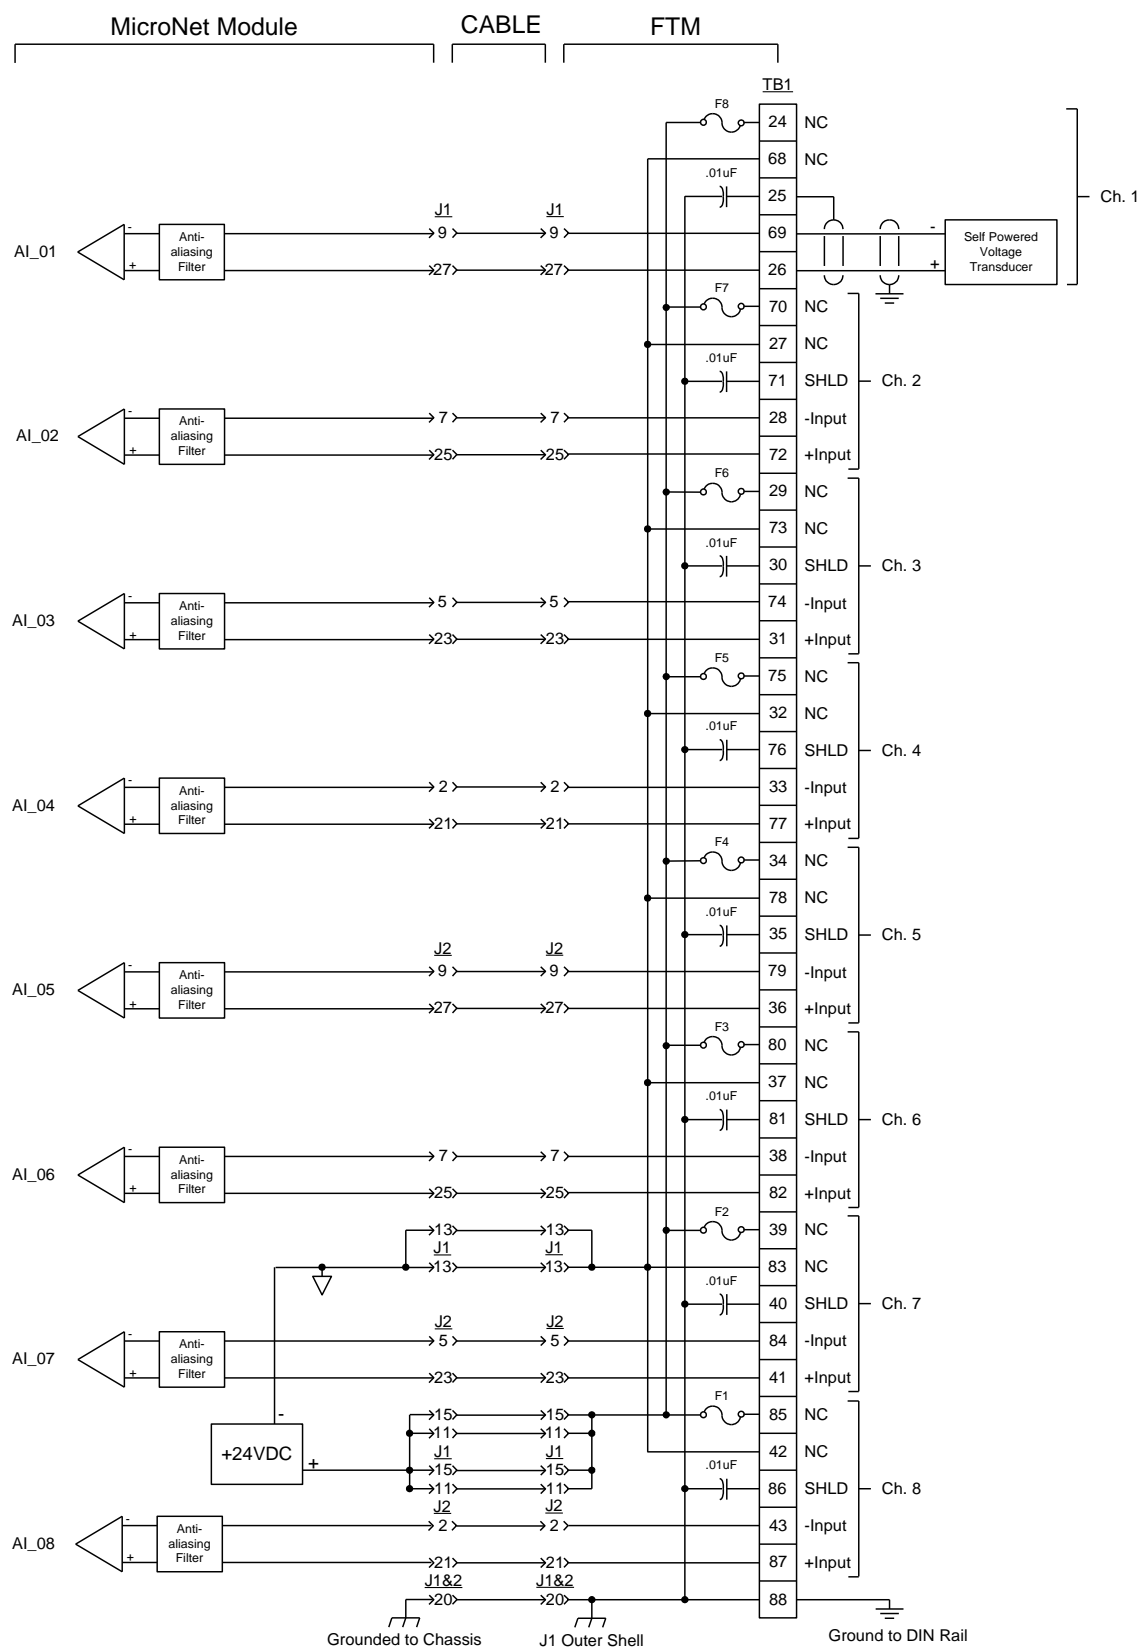 MicroNet Module CABLE FTM
TB1
F8
24 NC
68 NC
.01uF
25
Ch. 1
J1 J1
AI_01
-
+
Anti-
aliasing
Filter
9 9 69 -
27 27 26 +
Self Powered
Voltage
Transducer
F7
70 NC
27 NC
.01uF
71 SHLD Ch. 2
AI_02
-
+
Anti-
aliasing
Filter
7 7 28 -Input
25 25 72 +Input
F6
29 NC
73 NC
.01uF
30 SHLD Ch. 3
AI_03
-
+
Anti-
aliasing
Filter
5 5 74 -Input
23 23 31 +Input
F5
75 NC
32 NC
.01uF
76 SHLD Ch. 4
AI_04
-
+
Anti-
aliasing
Filter
2 2 33 -Input
21 21 77 +Input
F4
34 NC
78 NC
.01uF
35 SHLD Ch. 5
J2 J2
AI_05
-
+
Anti-
aliasing
Filter
9 9 79 -Input
27 27 36 +Input
F3
80 NC
37 NC
.01uF
81 SHLD Ch. 6
AI_06
-
+
Anti-
aliasing
Filter
7 7 38 -Input
25 25 82 +Input
F2
13 13 39 NC
J1 J1
13 13 83 NC
.01uF
40 SHLD Ch. 7
J2 J2
AI_07
-
+
Anti-
aliasing
Filter
5 5 84 -Input
23 23 41 +Input
F1
-
15 15 85 NC
11 11
+24VDC +
J1 J1
42 NC
15 15
.01uF
11 11 86 SHLD Ch. 8
J2 J2
AI_08
-
+
Anti-
aliasing
Filter
2 2 43 -Input
21 21 87 +Input
J1&2 J1&2
20 20 88
Grounded to Chassis J1 Outer Shell Ground to DIN Rail